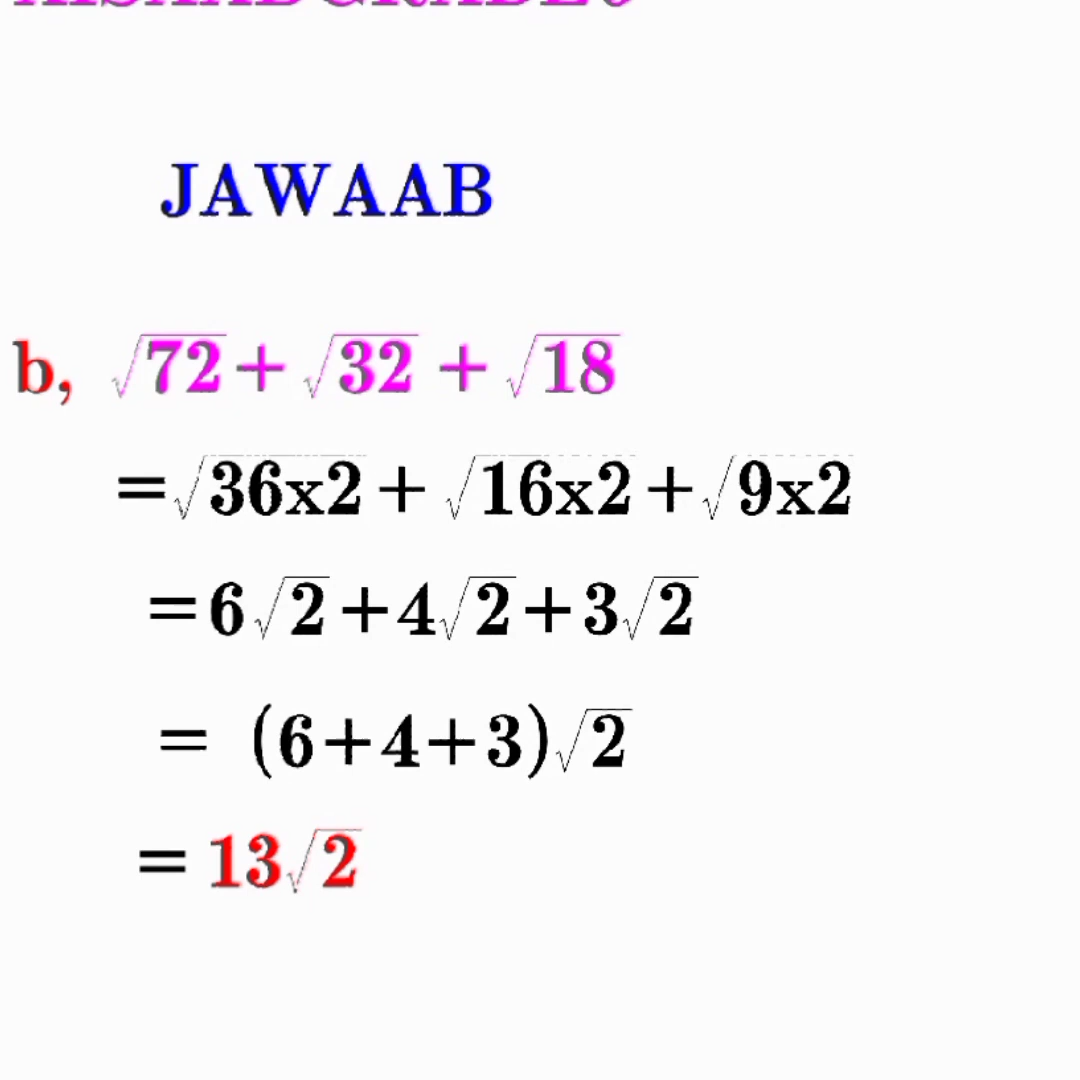 JAWAAB
b, √72 + √32 + √18
=√36x2 + √16x2 + √9x2
=6√2+4√2+3√2
= (6+4+3)√2
= 13√2